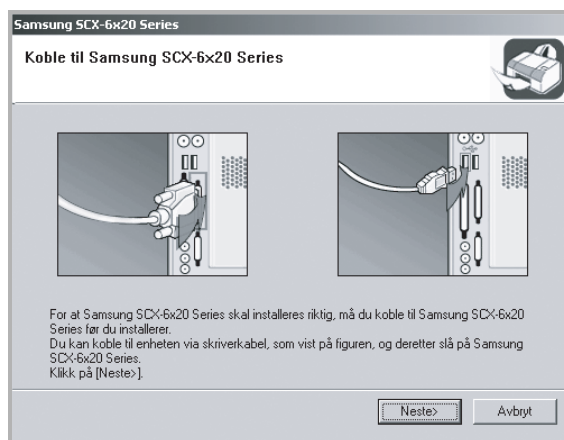 Samsung SCX-6x20 Series
Koble til Samsung SCX-6x20 Series
For at Samsung SCX-6x20 Series skal installeres riktig, må du koble til Samsung SCX-6x20
Series før du installerer.
Du kan koble til enheten via skriverkabel, som vist på figuren, og deretter slå på Samsung
SCX-6x20 Series.
Klikk på [Neste>].
Neste>
Avbryt